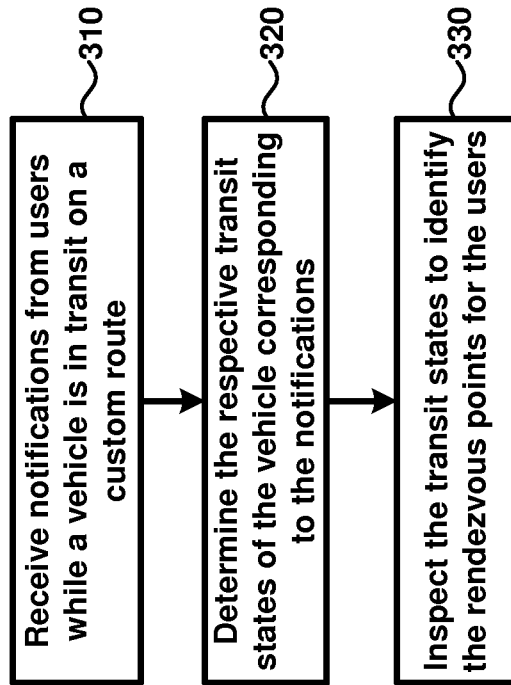 Receive notifications from users
while a vehicle is in transit on a
custom route
310
Determine the respective transit
states of the vehicle corresponding
to the notifications
320
Inspect the transit states to identify
the rendezvous points for the users
330